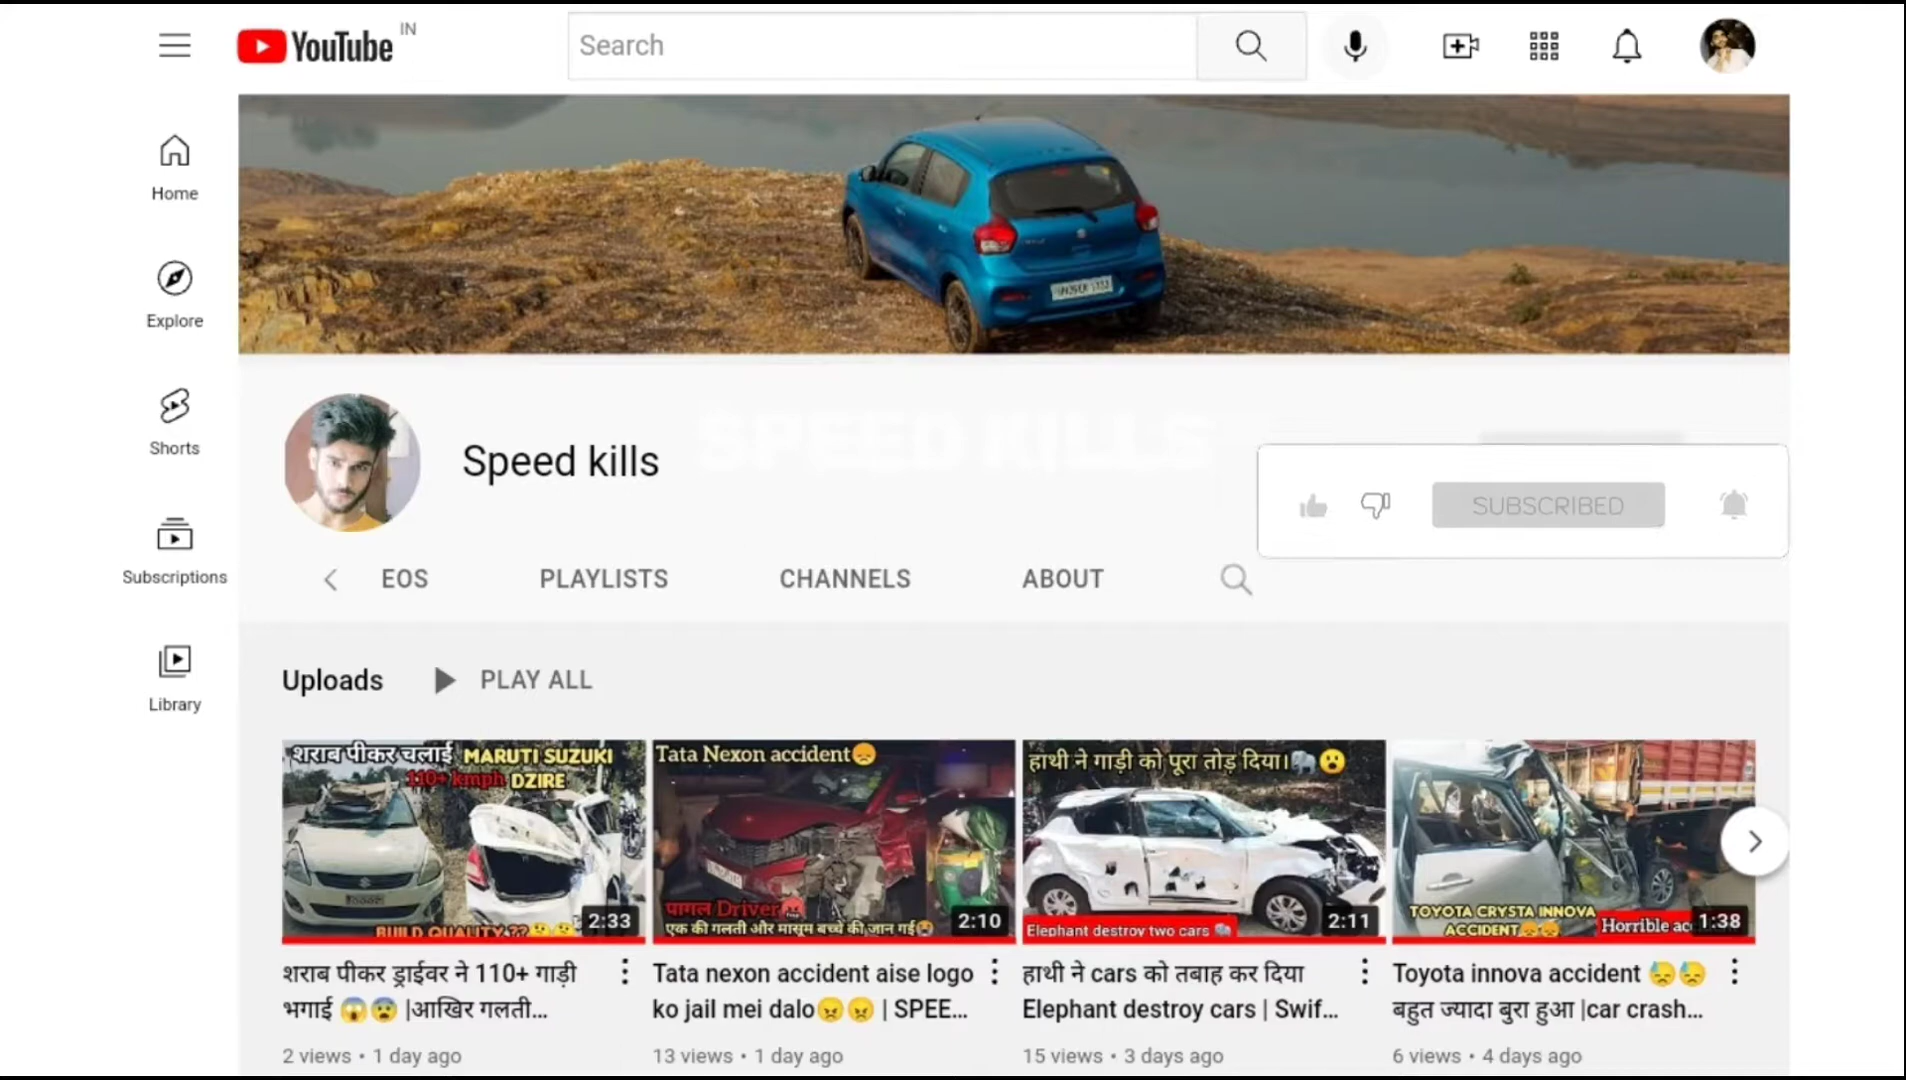 YouTube IN
Search
Home
Explore
Shorts
Subscriptions
Library
SPEED KILLS
Speed kills
SUBSCRIBED
EOS
PLAYLISTS
CHANNELS
ABOUT
Uploads
PLAY ALL
शराब पीकर चलाई MARUTI SUZUKI
110+ kmph DZIRE
BUILD QUALITY ??
2:33
शराब पीकर ड्राईवर ने 110+ गाड़ी
भगाई 😱😨 |आखिर गलती...
2 views • 1 day ago
Tata Nexon accident😞
पागल Driver😡
एक की गलती और मासूम बच्चे की जान गई😭
2:10
Tata nexon accident aise logo
ko jail mei dalo😠😠 | SPEE...
13 views • 1 day ago
हाथी ने गाड़ी को पूरा तोड़ दिया।🐘😮
Elephant destroy two cars 🐘
2:11
हाथी ने cars को तबाह कर दिया
Elephant destroy cars | Swif...
15 views • 3 days ago
TOYOTA CRYSTA INNOVA
ACCIDENT😞😞
Horrible ac
1:38
Toyota innova accident 😓😓
बहुत ज्यादा बुरा हुआ |car crash...
6 views • 4 days ago